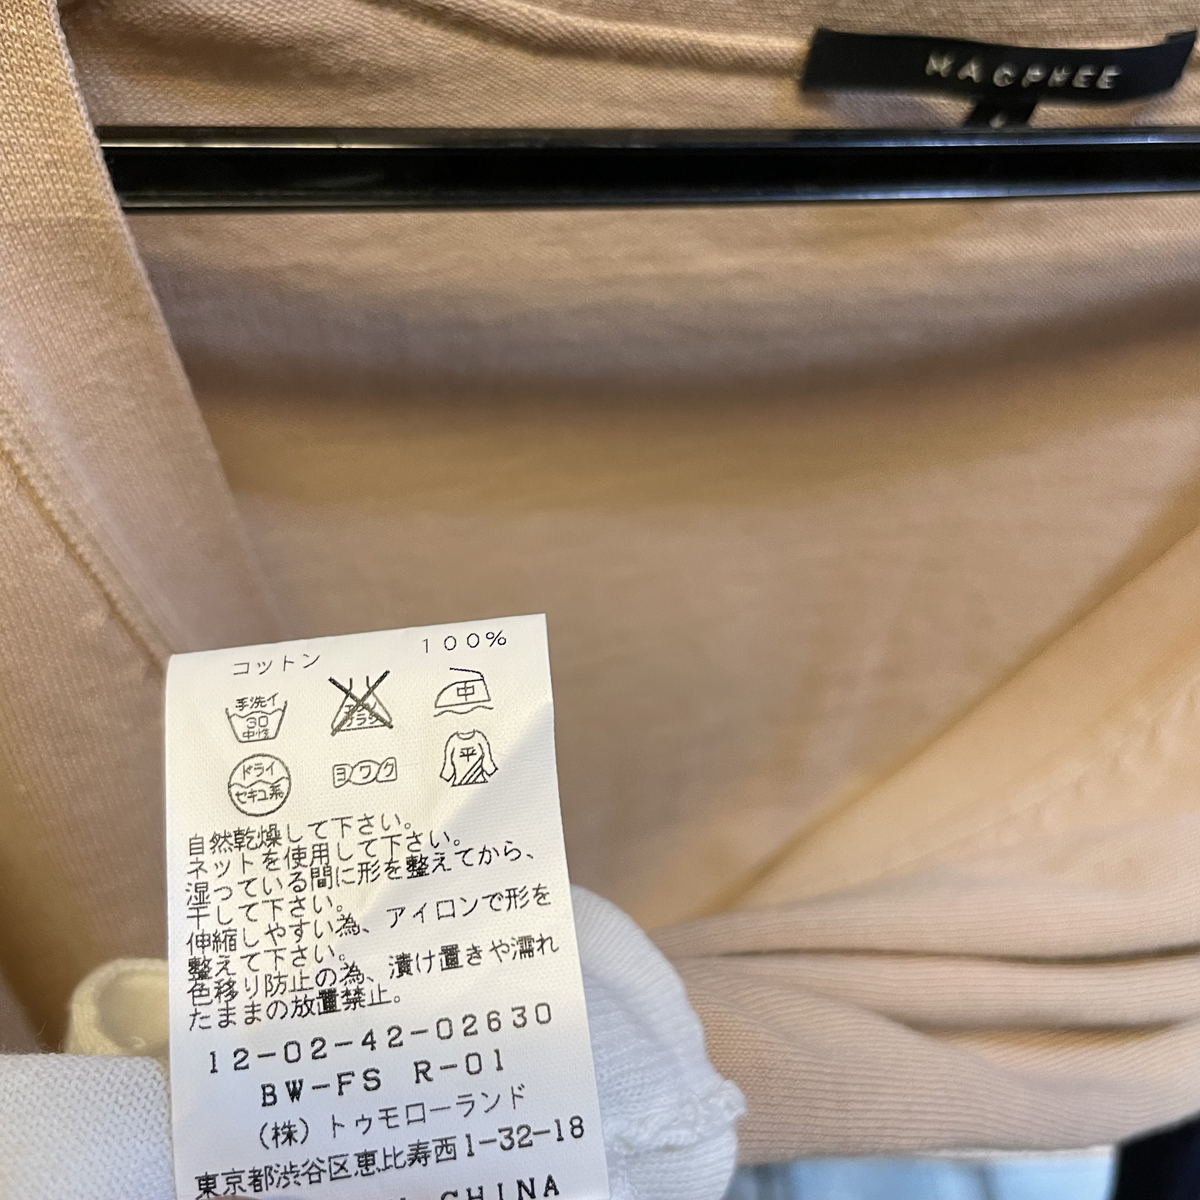 MACPHEE
コットン 100%
手洗イ
30
中性
エンソ
サラシ
中
ドライ
セキユ系
ヨワク
平
自然乾燥して下さい。
ネットを使用して下さい。
湿っている間に形を整えてから、
干して下さい。
伸縮しやすい為、アイロンで形を
整えて下さい。
色移り防止の為、漬け置きや濡れ
たままの放置禁止。
12-02-42-02630
BW-FS R-01
(株)トゥモローランド
東京都渋谷区恵比寿西1-32-18
CHINA